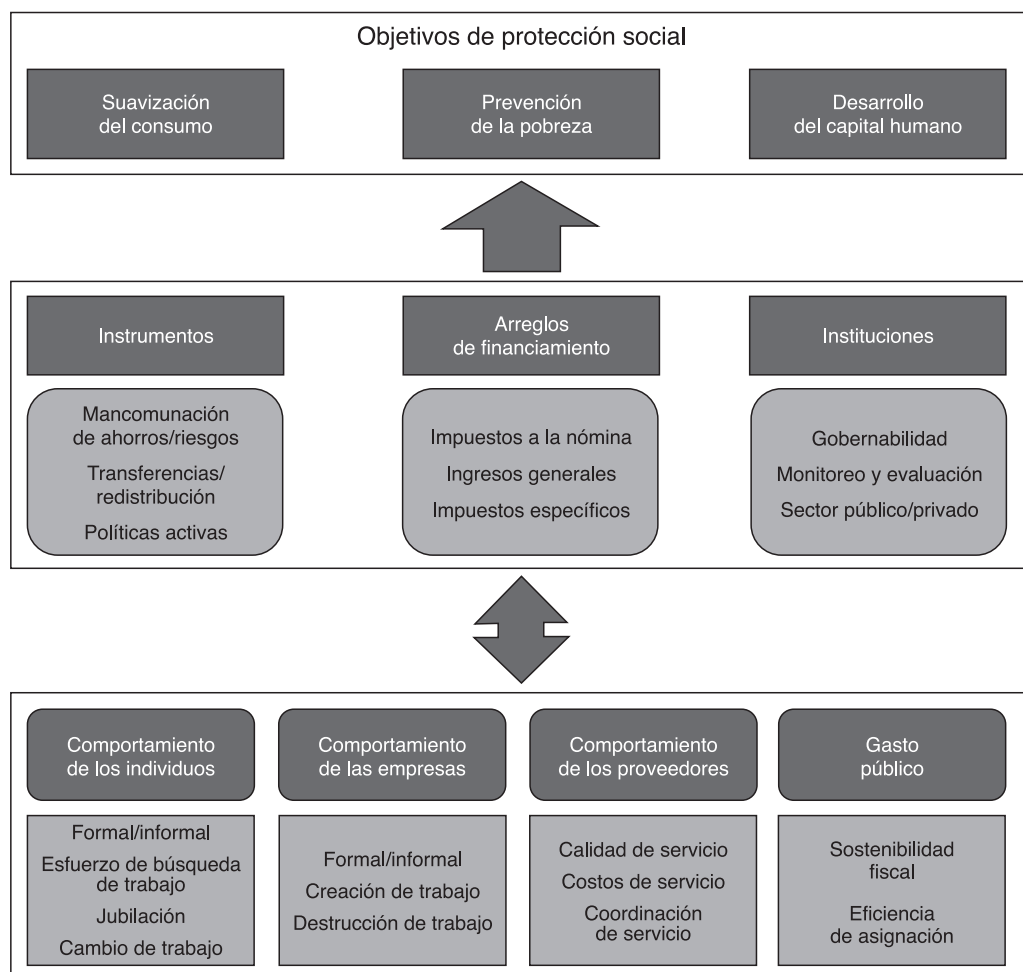 Objetivos de protección social
Suavización
del consumo
Prevención
de la pobreza
Desarrollo
del capital humano
Instrumentos
Mancomunación
de ahorros/riesgos
Transferencias/
redistribución
Políticas activas
Arreglos
de financiamiento
Impuestos a la nómina
Ingresos generales
Impuestos específicos
Instituciones
Gobernabilidad
Monitoreo y evaluación
Sector público/privado
Comportamiento
de los individuos
Formal/informal
Esfuerzo de búsqueda
de trabajo
Jubilación
Cambio de trabajo
Comportamiento
de las empresas
Formal/informal
Creación de trabajo
Destrucción de trabajo
Comportamiento
de los proveedores
Calidad de servicio
Costos de servicio
Coordinación
de servicio
Gasto
público
Sostenibilidad
fiscal
Eficiencia
de asignación